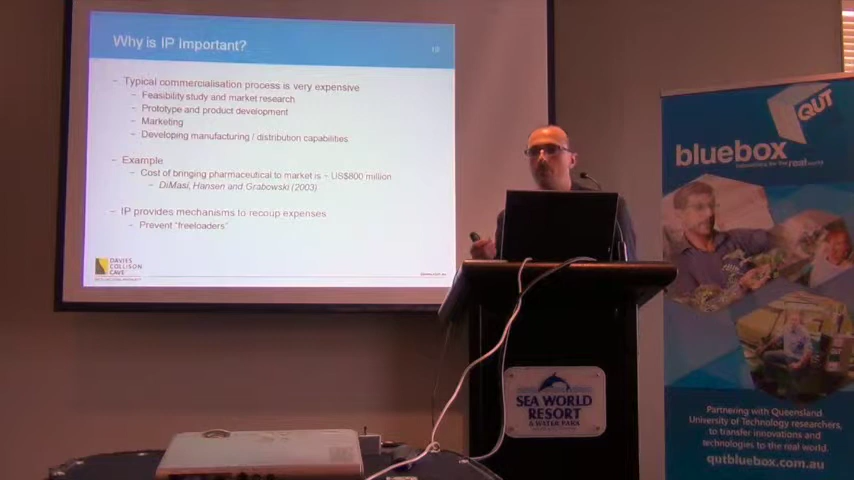 Why is IP Important?
– Typical commercialisation process is very expensive
– Feasibility study and market research
– Prototype and product development
– Marketing
– Developing manufacturing / distribution capabilities
– Example
– Cost of bringing pharmaceutical to market is ~ US$800 million
– DiMasi, Hansen and Grabowski (2003)
– IP provides mechanisms to recoup expenses
– Prevent "freeloaders"
DAVIES
COLLISON
CAVE
SEA WORLD
RESORT
& WATER PARK
QUT
bluebox
Partnering with Queensland
University of Technology researchers,
to transfer innovations and
technologies to the real world.
qutbluebox.com.au